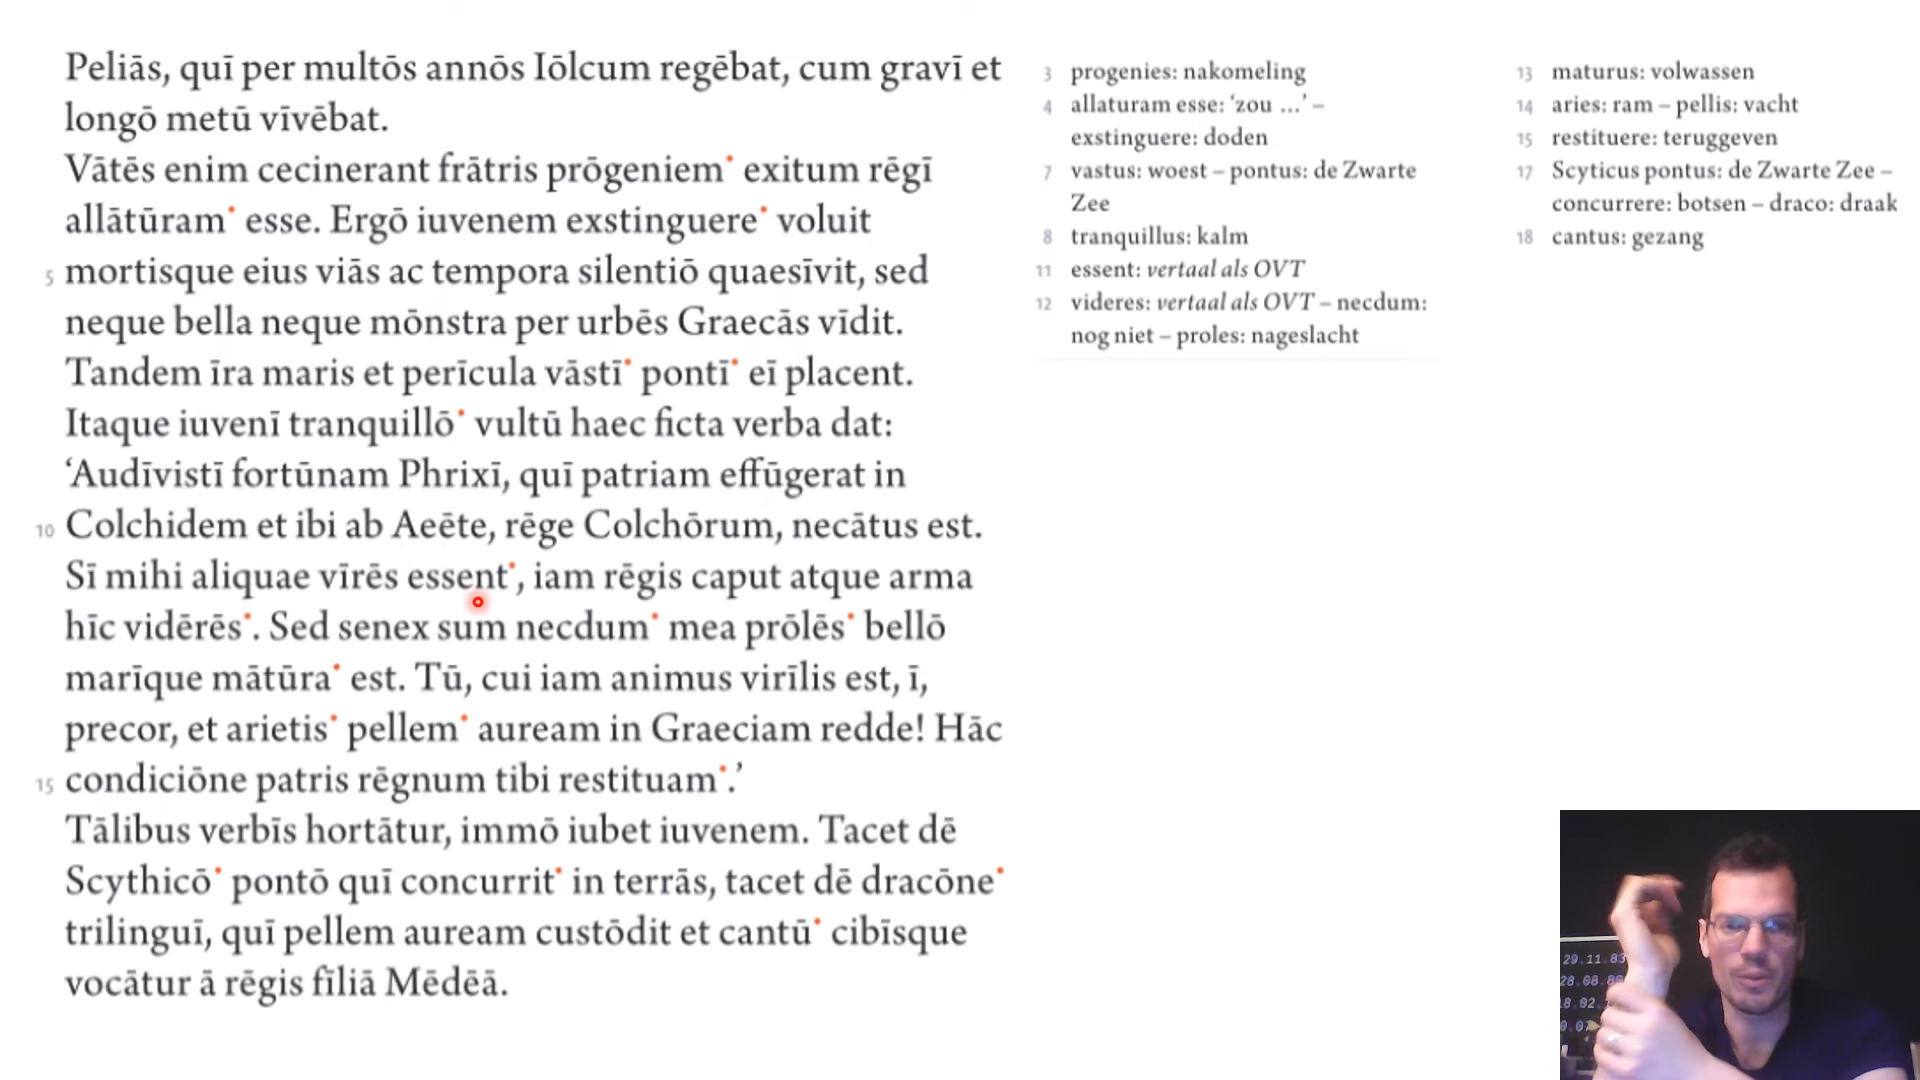 Peliās, quī per multōs annōs Iōlcum regēbat, cum gravī et
longō metū vīvēbat.
Vātēs enim cecinerant frātris prōgeniem• exitum rēgī
allātūram• esse. Ergō iuvenem exstinguere• voluit
5 mortisque eius viās ac tempora silentiō quaesīvit, sed
neque bella neque mōnstra per urbēs Graecās vīdit.
Tandem īra maris et perīcula vāstī• pontī• eī placent.
Itaque iuvenī tranquillō• vultū haec ficta verba dat:
‘Audīvistī fortūnam Phrixī, quī patriam effūgerat in
10 Colchidem et ibi ab Aeēte, rēge Colchōrum, necātus est.
Sī mihi aliquae vīrēs essent•, iam rēgis caput atque arma
hīc vidērēs•. Sed senex sum necdum• mea prōlēs• bellō
marīque mātūra• est. Tū, cui iam animus virīlis est, ī,
precor, et arietis• pellem• auream in Graeciam redde! Hāc
15 condiciōne patris rēgnum tibi restituam•.’
Tālibus verbīs hortātur, immō iubet iuvenem. Tacet dē
Scythicō• pontō quī concurrit• in terrās, tacet dē dracōne•
trilinguī, quī pellem auream custōdit et cantū• cibīsque
vocātur ā rēgis fīliā Mēdēā.
3 progenies: nakomeling
4 allaturam esse: ‘zou ...’ –
exstinguere: doden
7 vastus: woest – pontus: de Zwarte
Zee
8 tranquillus: kalm
11 essent: vertaal als OVT
12 videres: vertaal als OVT – necdum:
nog niet – proles: nageslacht
13 maturus: volwassen
14 aries: ram – pellis: vacht
15 restituere: teruggeven
17 Scyticus pontus: de Zwarte Zee –
concurrere: botsen – draco: draak
18 cantus: gezang
29.11.83